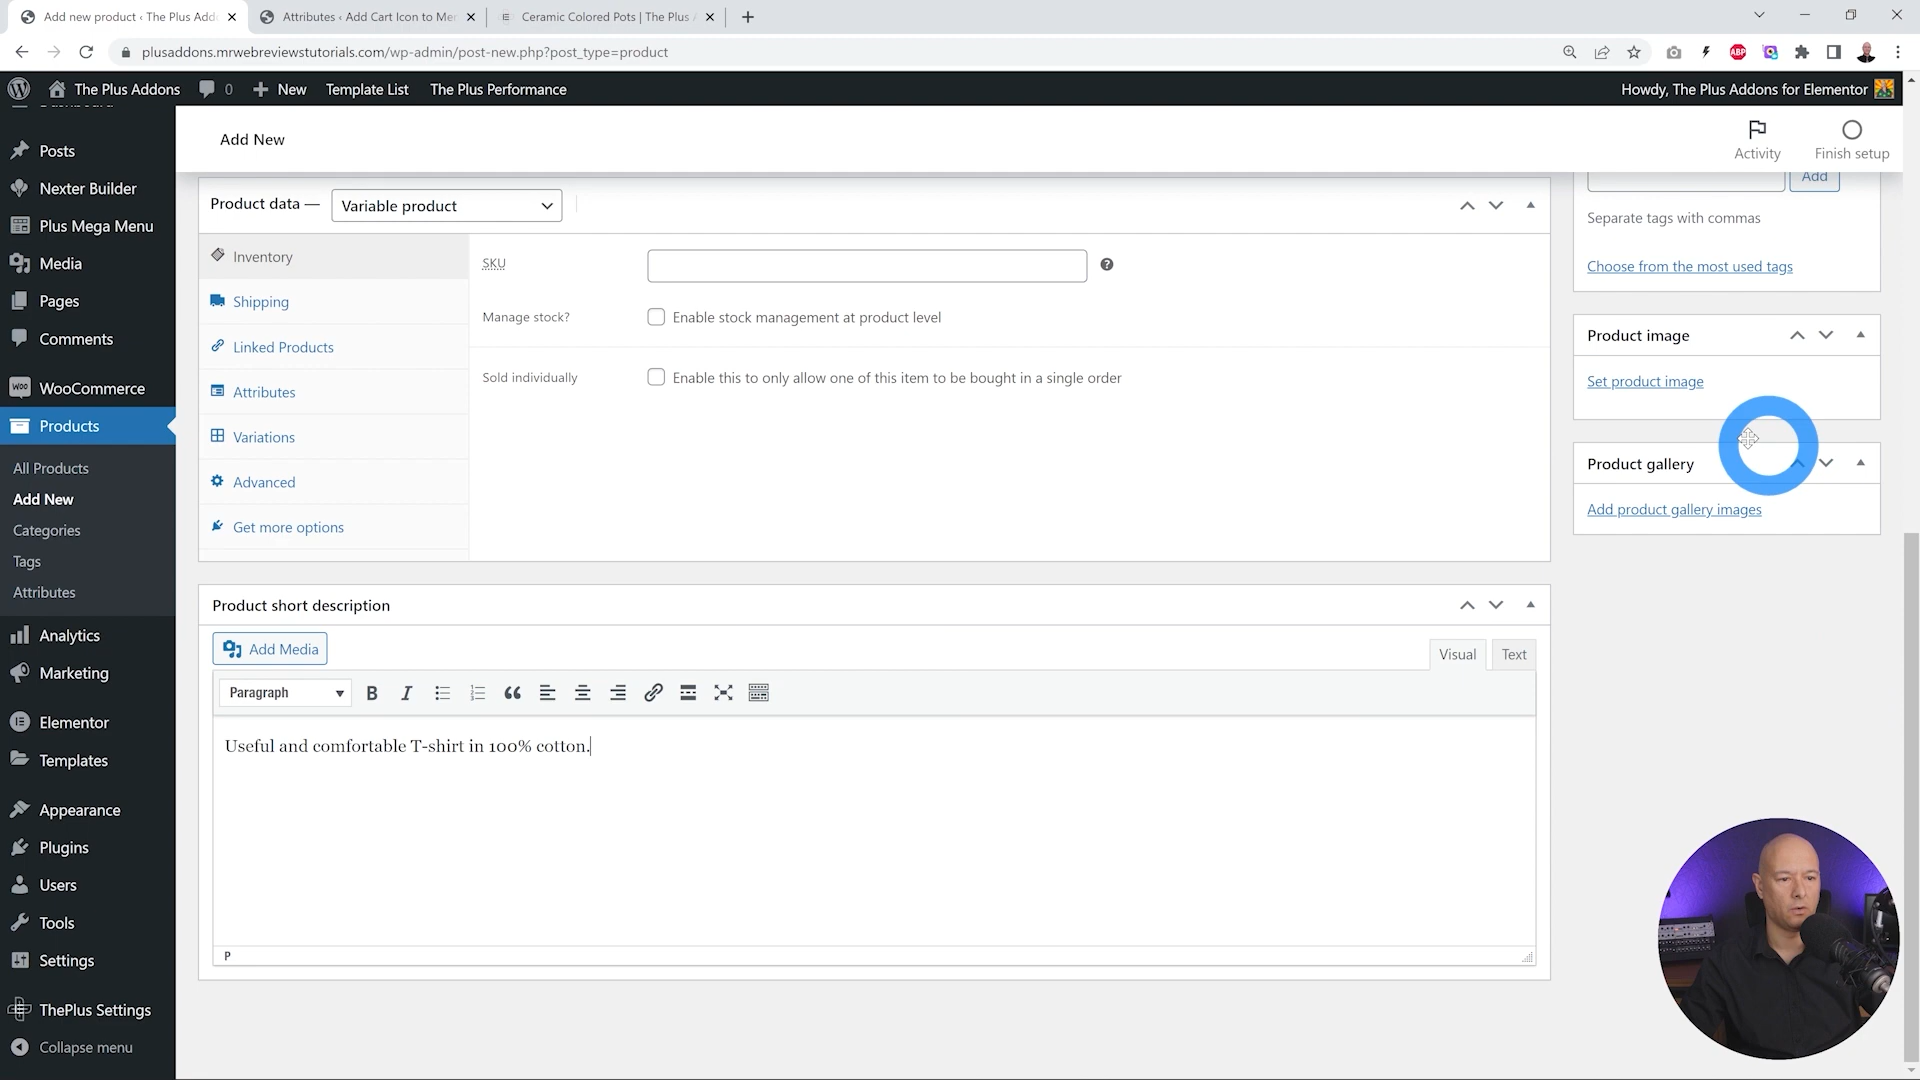 Add new product ‹ The Plus Adde
Attributes ‹ Add Cart Icon to Mer
Ceramic Colored Pots | The Plus A
plusaddons.mrwebreviewstutorials.com/wp-admin/post-new.php?post_type=product
ABP
The Plus Addons
0
New
Template List
The Plus Performance
Howdy, The Plus Addons for Elementor
Dashboard
Posts
Nexter Builder
Plus Mega Menu
Media
Pages
Comments
WooCommerce
Products
All Products
Add New
Categories
Tags
Attributes
Analytics
Marketing
Elementor
Templates
Appearance
Plugins
Users
Tools
Settings
ThePlus Settings
Collapse menu
Add New
Activity
Finish setup
Product data —
Variable product
Inventory
Shipping
Linked Products
Attributes
Variations
Advanced
Get more options
SKU
Manage stock?
Enable stock management at product level
Sold individually
Enable this to only allow one of this item to be bought in a single order
Product short description
Add Media
Visual
Text
Paragraph
B
I
Useful and comfortable T-shirt in 100% cotton.
P
Add
Separate tags with commas
Choose from the most used tags
Product image
Set product image
Product gallery
Add product gallery images